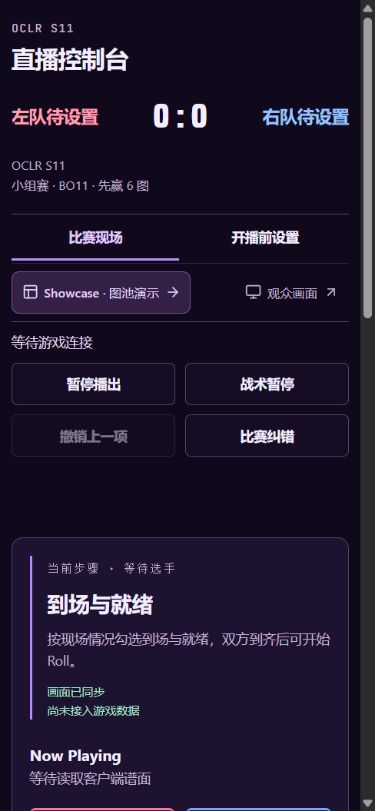 OCLR S11
直播控制台
左队待设置 0:0 右队待设置
OCLR S11
小组赛 · BO11 · 先赢 6 图
比赛现场 开播前设置
Showcase · 图池演示 → 观众画面 ↗
等待游戏连接
暂停播出 战术暂停
撤销上一项 比赛纠错
当前步骤 · 等待选手
到场与就绪
按现场情况勾选到场与就绪，双方到齐后可开始
Roll。
画面已同步
尚未接入游戏数据
Now Playing
等待读取客户端谱面